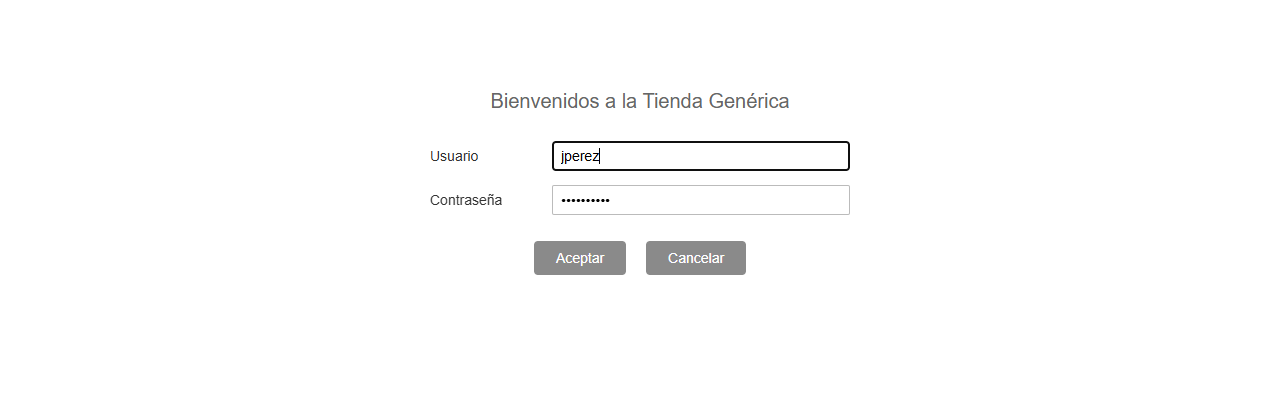 Bienvenidos a la Tienda Genérica
Usuario jperez
Contraseña ••••••••••
Aceptar Cancelar